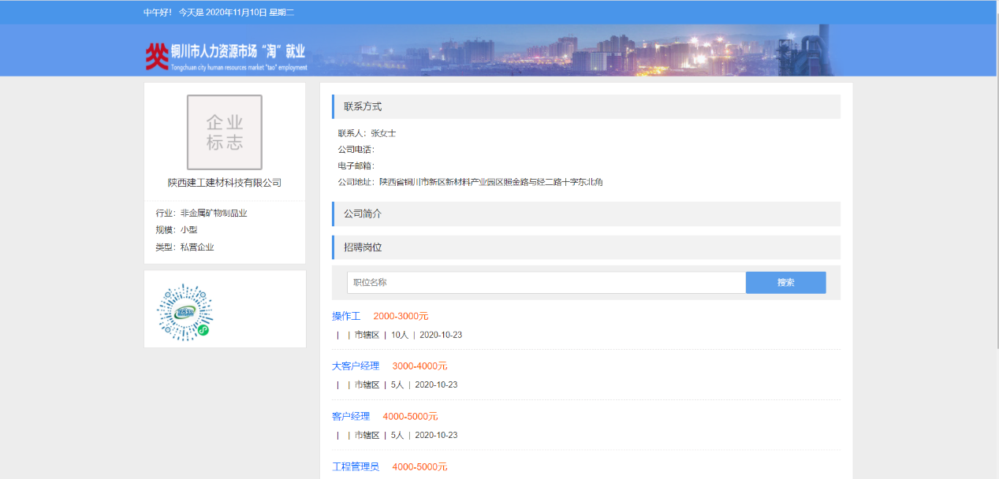 中午好！ 今天是 2020年11月10日 星期二
铜川市人力资源市场“淘”就业
Tongchuan city human resources market "tao" employment
企业
标志
陕西建工建材科技有限公司
行业：非金属矿物制品业
规模：小型
类型：私营企业
联系方式
联系人：张女士
公司电话：
电子邮箱：
公司地址：陕西省铜川市新区新材料产业园区照金路与经二路十字东北角
公司简介
招聘岗位
职位名称 搜索
操作工 2000-3000元
| | 市辖区 | 10人 | 2020-10-23
大客户经理 3000-4000元
| | 市辖区 | 5人 | 2020-10-23
客户经理 4000-5000元
| | 市辖区 | 5人 | 2020-10-23
工程管理员 4000-5000元